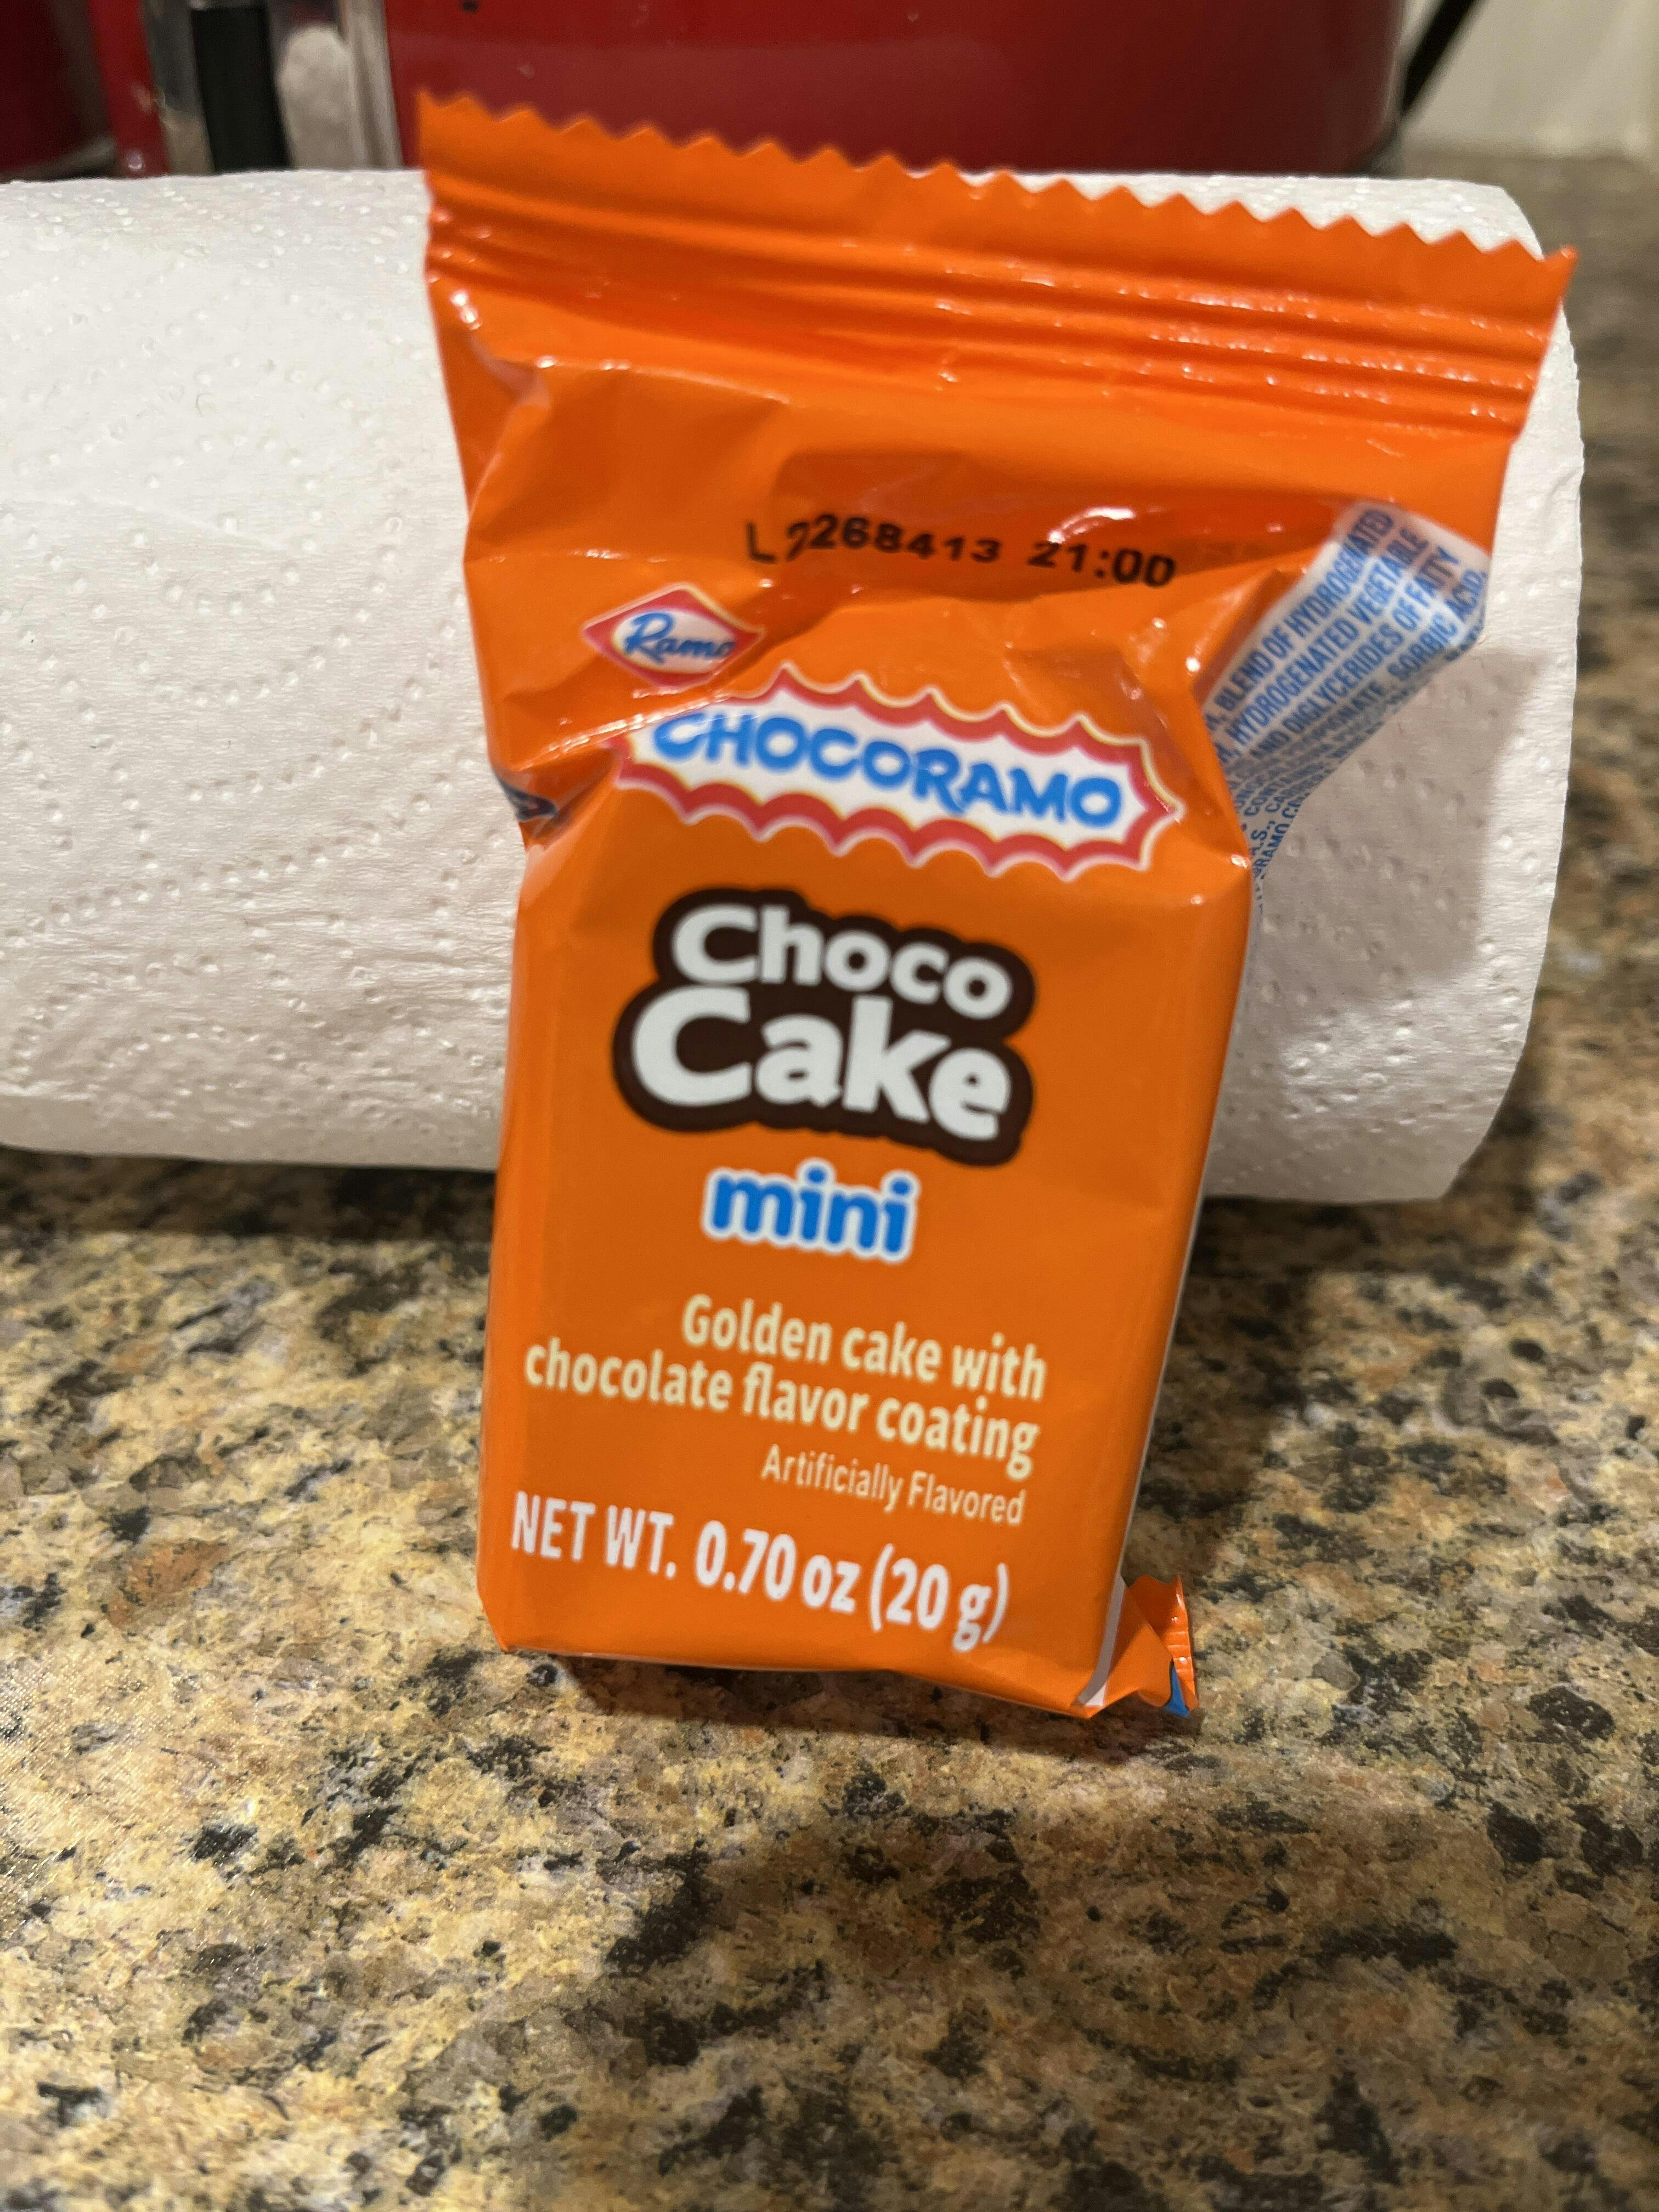 268413 21:00
Ramo
CHOCORAMO
Choco
Cake
mini
Golden cake with
chocolate flavor coating
Artificially Flavored
NET WT. 0.70 oz (20 g)
BLEND OF HYDROGENATED
HYDROGENATED VEGETABLE
AND DIGLYCERIDES OF FATTY
SORBIC ACID.